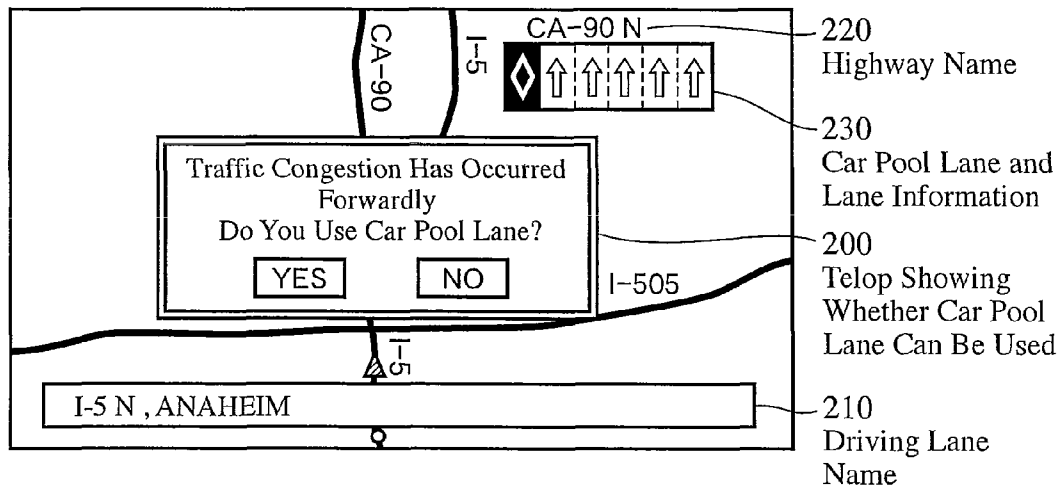 CA-90
I-5
CA-90 N
Traffic Congestion Has Occurred
Forwardly
Do You Use Car Pool Lane?
YES
NO
I-505
I-5
I-5 N , ANAHEIM
220
Highway Name
230
Car Pool Lane and
Lane Information
200
Telop Showing
Whether Car Pool
Lane Can Be Used
210
Driving Lane
Name